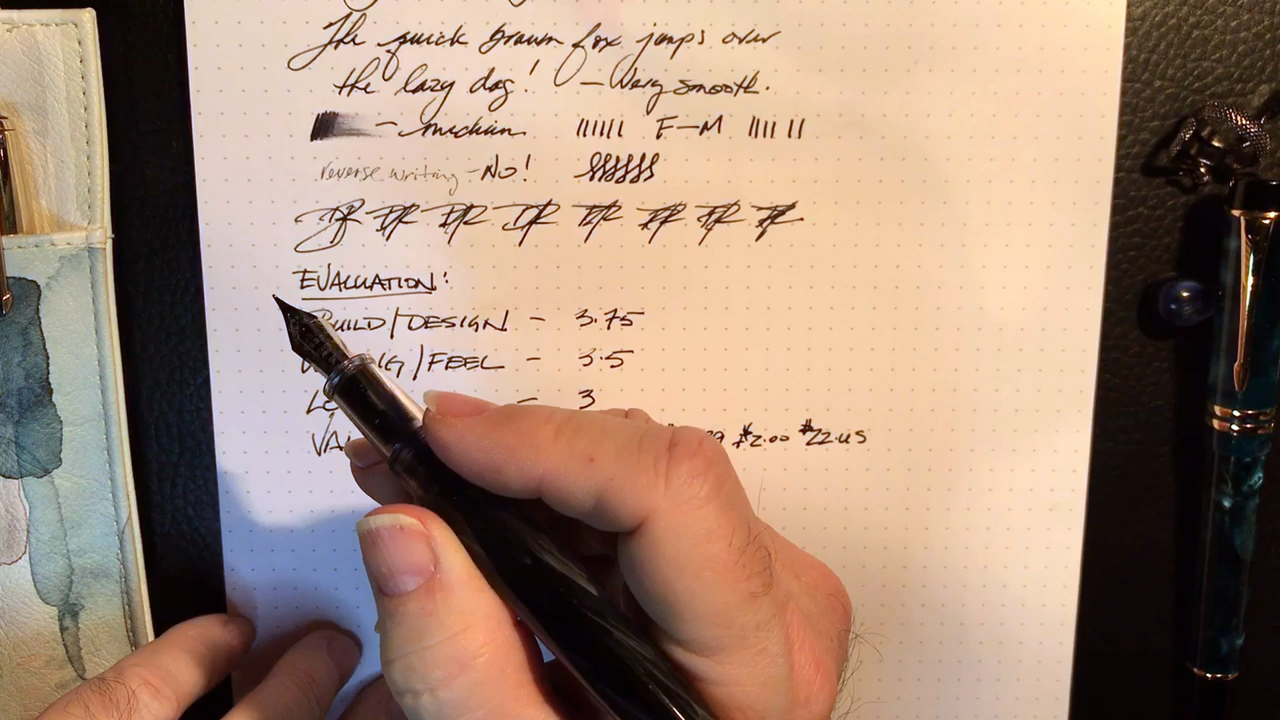 The quick brown fox jumps over
the lazy dog! — Very smooth.
— medium. |||||| F—M |||| ||
reverse writing - No!
EVALUATION:
BUILD/DESIGN - 3.75
/FEEL - 3.5
- 3
$2.00 $22.US